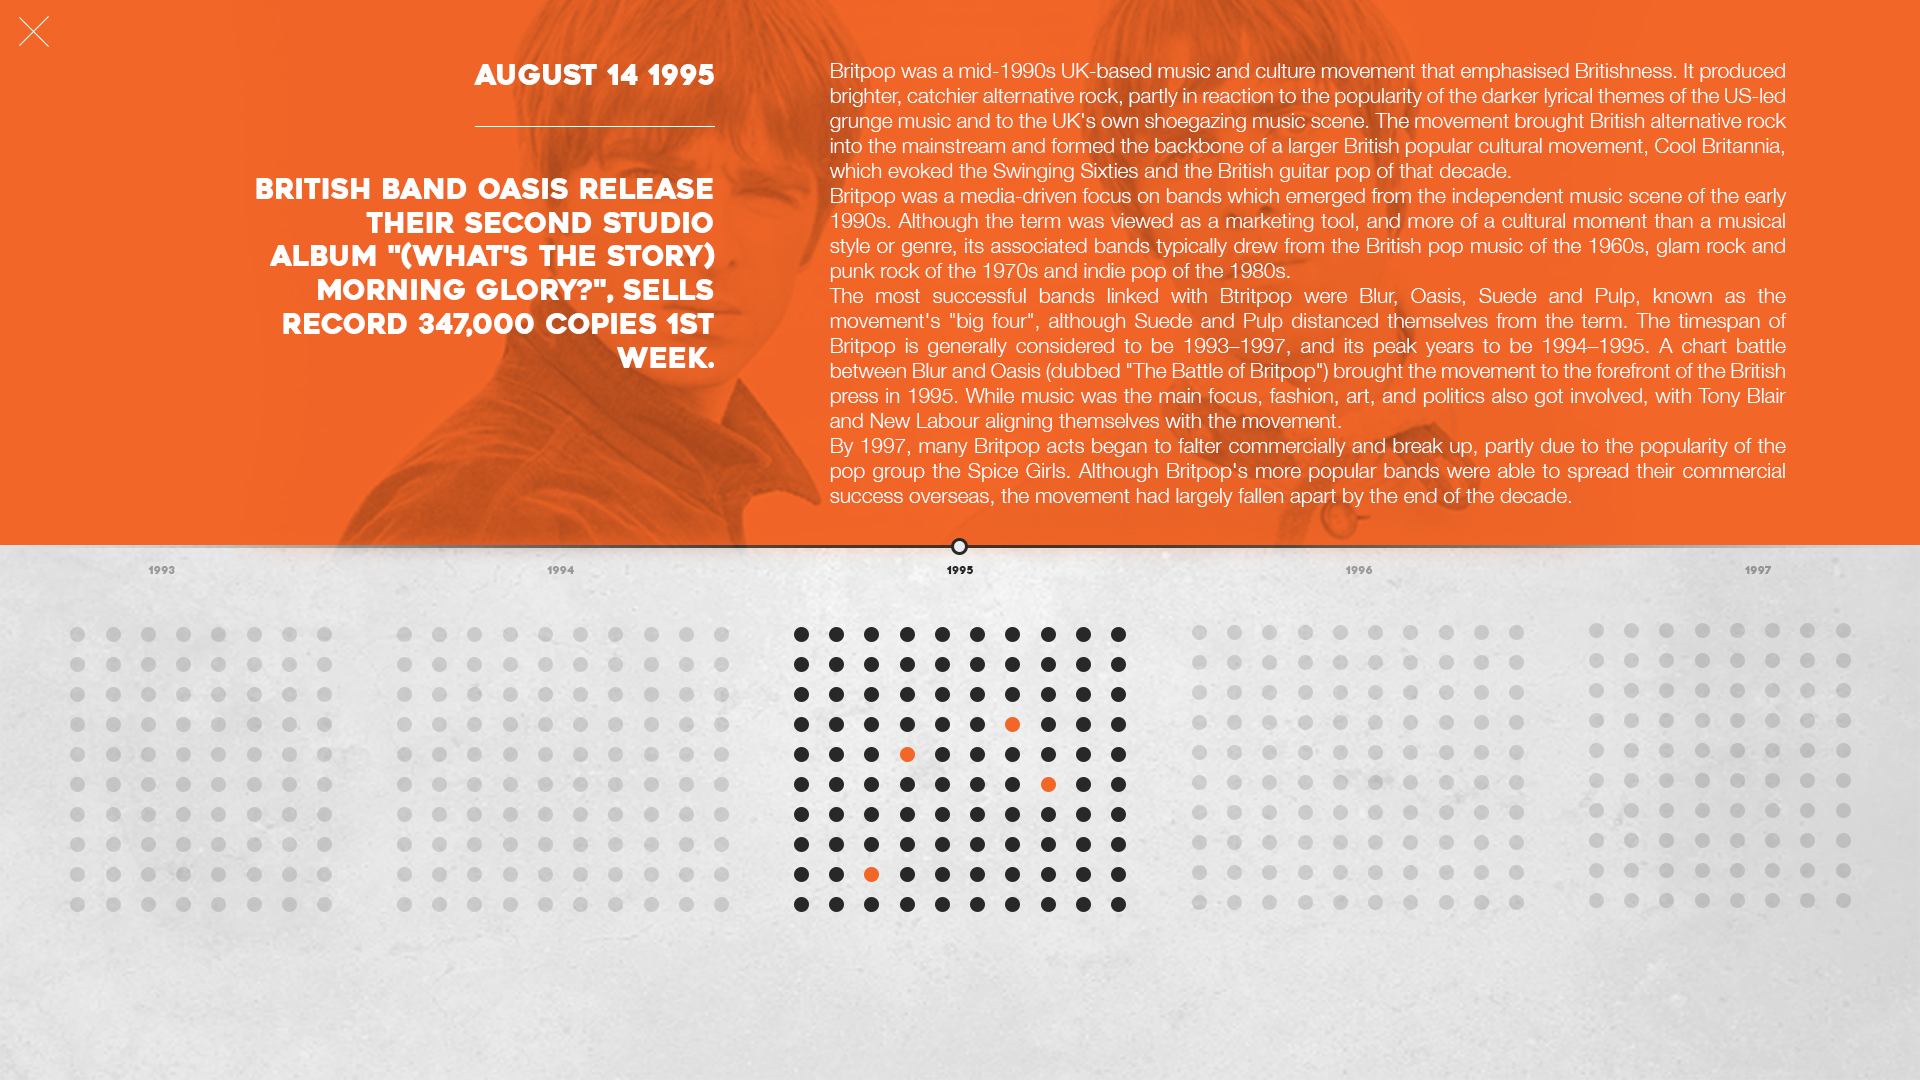 AUGUST 14 1995
BRITISH BAND OASIS RELEASE
THEIR SECOND STUDIO
ALBUM "(WHAT'S THE STORY)
MORNING GLORY?", SELLS
RECORD 347,000 COPIES 1ST
WEEK.
Britpop was a mid-1990s UK-based music and culture movement that emphasised Britishness. It produced
brighter, catchier alternative rock, partly in reaction to the popularity of the darker lyrical themes of the US-led
grunge music and to the UK's own shoegazing music scene. The movement brought British alternative rock
into the mainstream and formed the backbone of a larger British popular cultural movement, Cool Britannia,
which evoked the Swinging Sixties and the British guitar pop of that decade.
Britpop was a media-driven focus on bands which emerged from the independent music scene of the early
1990s. Although the term was viewed as a marketing tool, and more of a cultural moment than a musical
style or genre, its associated bands typically drew from the British pop music of the 1960s, glam rock and
punk rock of the 1970s and indie pop of the 1980s.
The most successful bands linked with Btritpop were Blur, Oasis, Suede and Pulp, known as the
movement's "big four", although Suede and Pulp distanced themselves from the term. The timespan of
Britpop is generally considered to be 1993–1997, and its peak years to be 1994–1995. A chart battle
between Blur and Oasis (dubbed "The Battle of Britpop") brought the movement to the forefront of the British
press in 1995. While music was the main focus, fashion, art, and politics also got involved, with Tony Blair
and New Labour aligning themselves with the movement.
By 1997, many Britpop acts began to falter commercially and break up, partly due to the popularity of the
pop group the Spice Girls. Although Britpop's more popular bands were able to spread their commercial
success overseas, the movement had largely fallen apart by the end of the decade.
1993
1994
1995
1996
1997